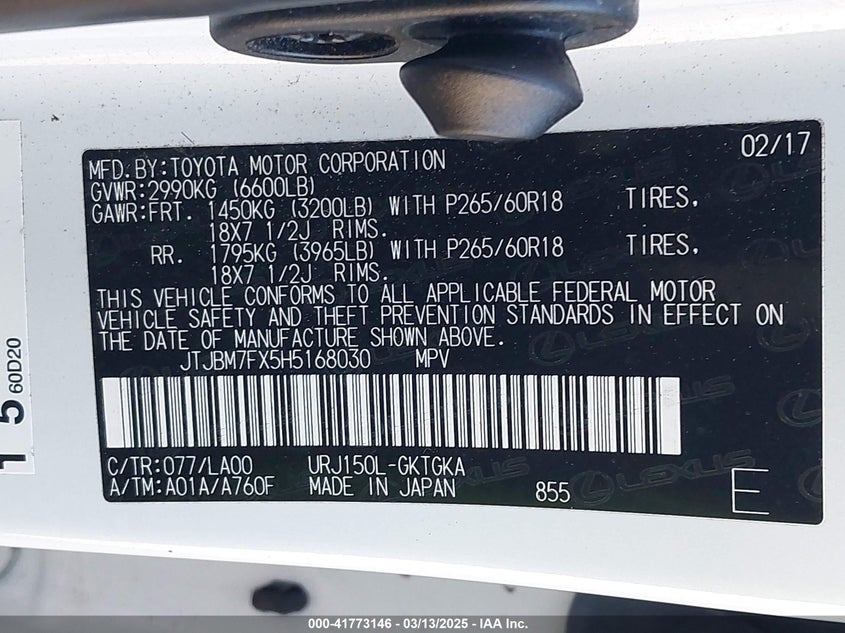 02/17
MFD.BY:TOYOTA MOTOR CORPORATION
GVWR:2990KG (6600LB)
GAWR:FRT. 1450KG (3200LB) WITH P265/60R18 TIRES,
18X7 1/2J RIMS.
RR. 1795KG (3965LB) WITH P265/60R18 TIRES,
18X7 1/2J RIMS.
THIS VEHICLE CONFORMS TO ALL APPLICABLE FEDERAL MOTOR
VEHICLE SAFETY AND THEFT PREVENTION STANDARDS IN EFFECT ON
THE DATE OF MANUFACTURE SHOWN ABOVE.
JTJBM7FX5H5168030 MPV
C/TR:077/LA00 URJ150L-GKTGKA
A/TM:A01A/A760F MADE IN JAPAN 855 E
LEXUS
5
60D20
000-41773146 - 03/13/2025 - IAA Inc.